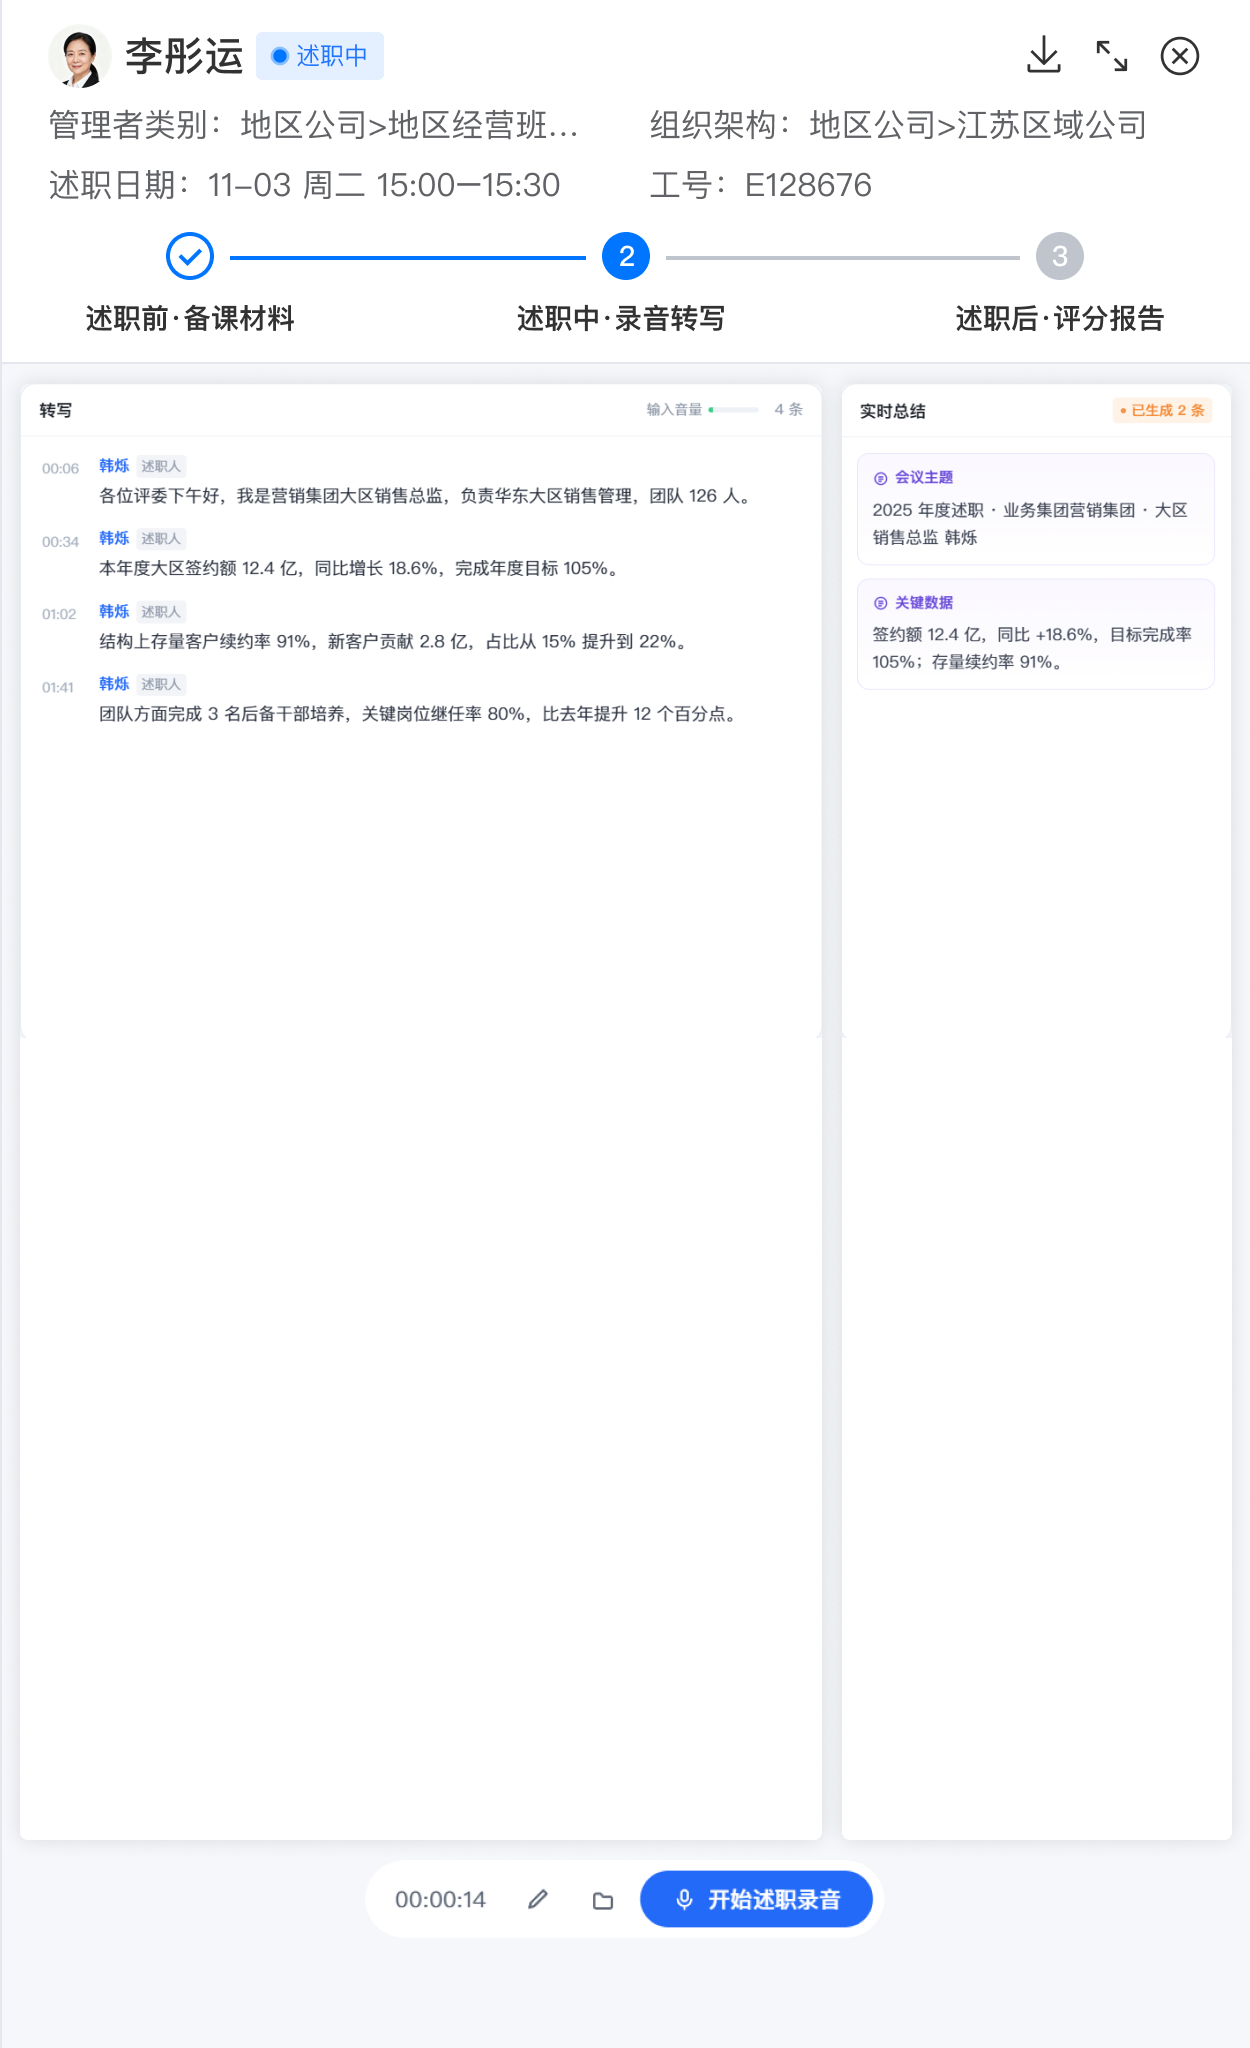 李彤运 述职中
管理者类别：地区公司>地区经营班... 组织架构：地区公司>江苏区域公司
述职日期：11-03 周二 15:00—15:30 工号：E128676
2 3
述职前·备课材料 述职中·录音转写 述职后·评分报告
转写 输入音量 4 条
00:06 韩烁 述职人
各位评委下午好，我是营销集团大区销售总监，负责华东大区销售管理，团队 126 人。
00:34 韩烁 述职人
本年度大区签约额 12.4 亿，同比增长 18.6%，完成年度目标 105%。
01:02 韩烁 述职人
结构上存量客户续约率 91%，新客户贡献 2.8 亿，占比从 15% 提升到 22%。
01:41 韩烁 述职人
团队方面完成 3 名后备干部培养，关键岗位继任率 80%，比去年提升 12 个百分点。
实时总结 已生成 2 条
会议主题
2025 年度述职 · 业务集团营销集团 · 大区
销售总监 韩烁
关键数据
签约额 12.4 亿，同比 +18.6%，目标完成率
105%；存量续约率 91%。
00:00:14 开始述职录音